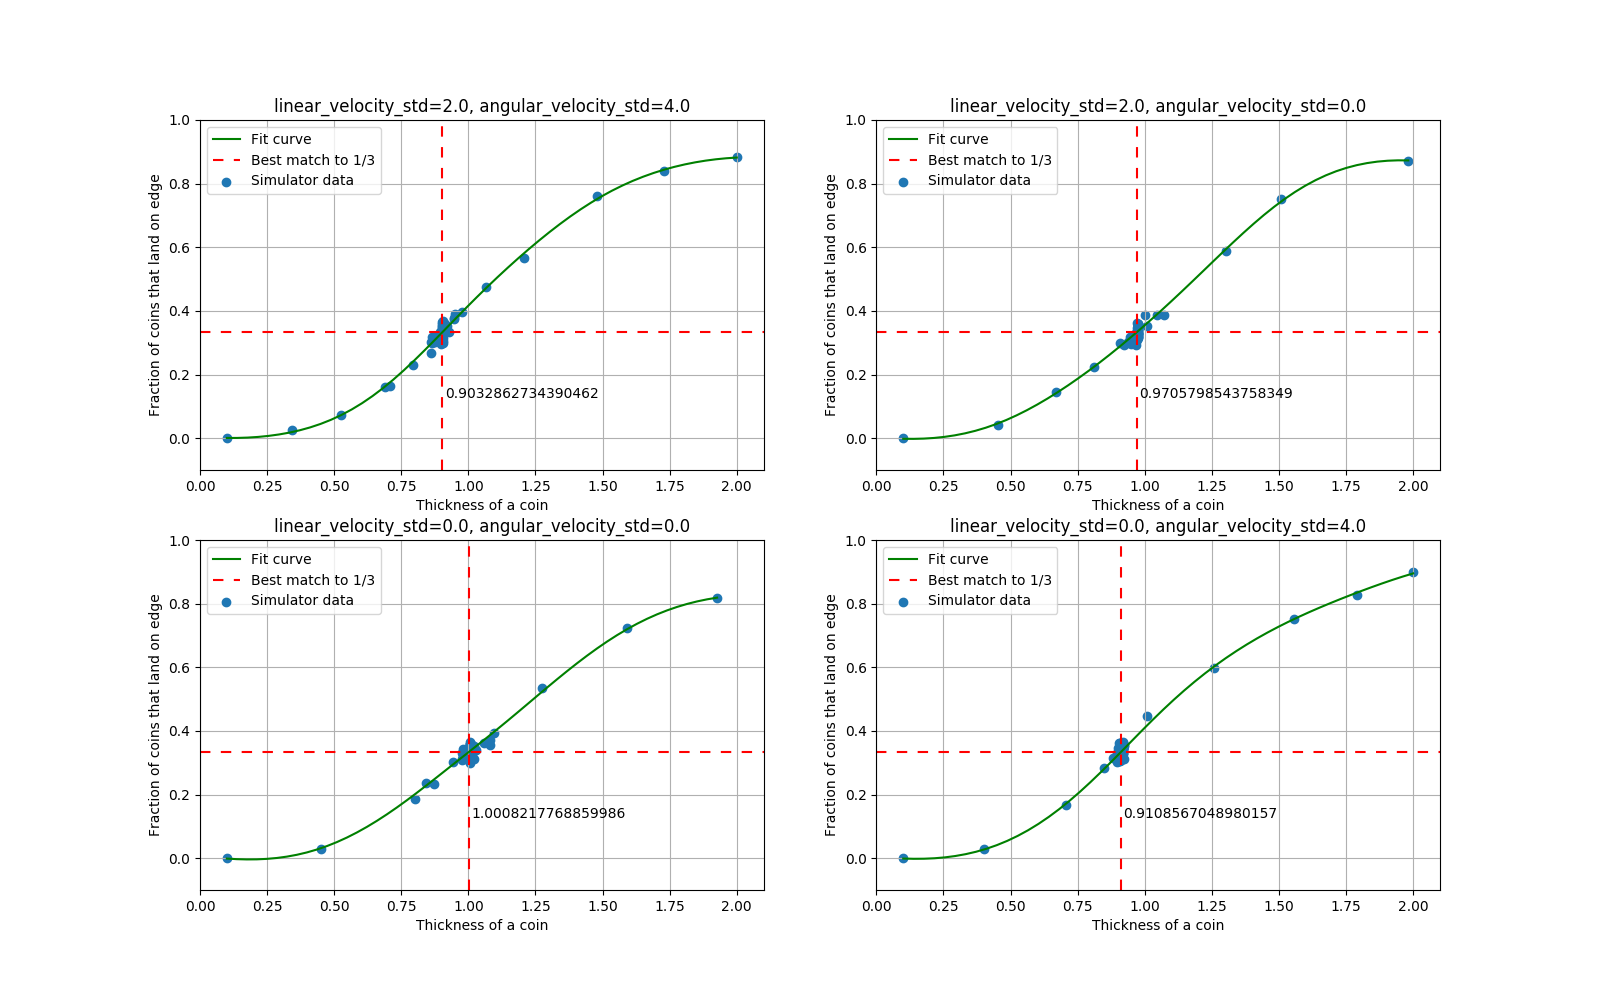 linear_velocity_std=2.0, angular_velocity_std=4.0
Fraction of coins that land on edge
1.0
0.8
0.6
0.4
0.2
0.0
Fit curve
Best match to 1/3
Simulator data
0.9032862734390462
0.00 0.25 0.50 0.75 1.00 1.25 1.50 1.75 2.00
Thickness of a coin
linear_velocity_std=2.0, angular_velocity_std=0.0
Fraction of coins that land on edge
1.0
0.8
0.6
0.4
0.2
0.0
Fit curve
Best match to 1/3
Simulator data
0.9705798543758349
0.00 0.25 0.50 0.75 1.00 1.25 1.50 1.75 2.00
Thickness of a coin
linear_velocity_std=0.0, angular_velocity_std=0.0
Fraction of coins that land on edge
1.0
0.8
0.6
0.4
0.2
0.0
Fit curve
Best match to 1/3
Simulator data
1.0008217768859986
0.00 0.25 0.50 0.75 1.00 1.25 1.50 1.75 2.00
Thickness of a coin
linear_velocity_std=0.0, angular_velocity_std=4.0
Fraction of coins that land on edge
1.0
0.8
0.6
0.4
0.2
0.0
Fit curve
Best match to 1/3
Simulator data
0.9108567048980157
0.00 0.25 0.50 0.75 1.00 1.25 1.50 1.75 2.00
Thickness of a coin